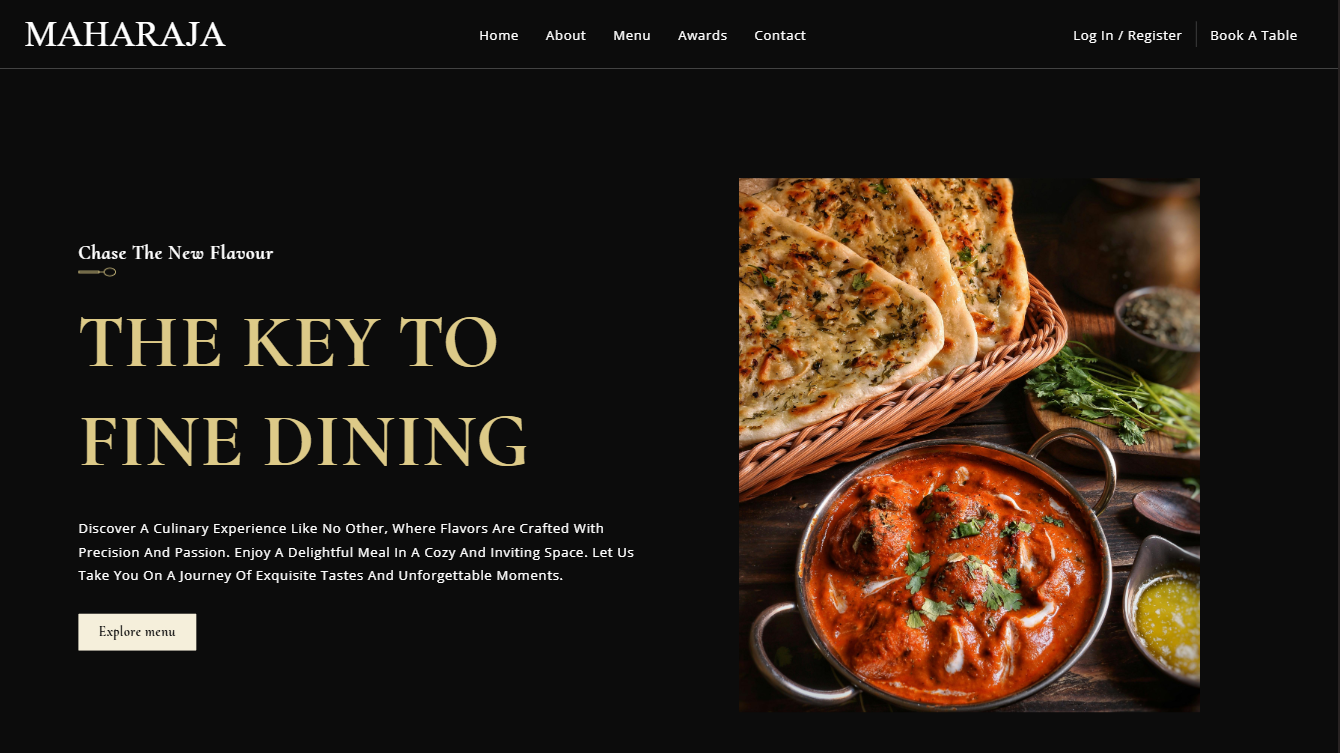 MAHARAJA
Home About Menu Awards Contact
Log In / Register Book A Table
Chase The New Flavour
THE KEY TO
FINE DINING
Discover A Culinary Experience Like No Other, Where Flavors Are Crafted With
Precision And Passion. Enjoy A Delightful Meal In A Cozy And Inviting Space. Let Us
Take You On A Journey Of Exquisite Tastes And Unforgettable Moments.
Explore menu